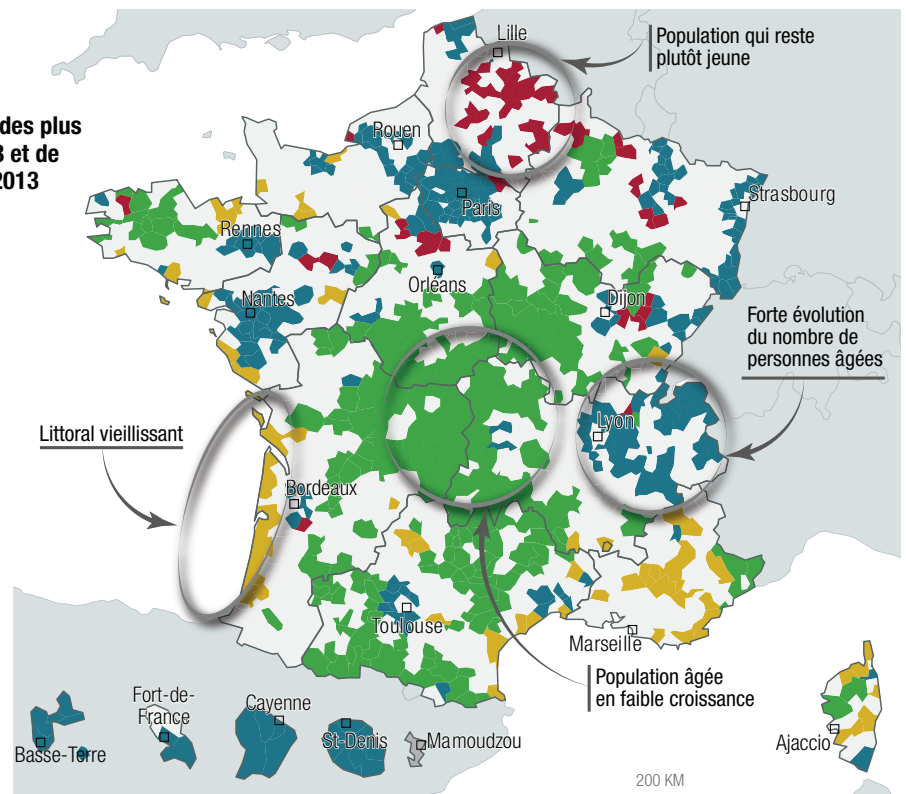 des plus
3 et de
2013
Lille
Population qui reste
plutôt jeune
Rouen
Paris
Strasbourg
Rennes
Orléans
Nantes
Dijon
Forte évolution
du nombre de
personnes âgées
Lyon
Littoral vieillissant
Bordeaux
Toulouse
Marseille
Population âgée
en faible croissance
Fort-de-
France
Cayenne
St-Denis
Mamoudzou
Basse-Terre
Ajaccio
200 KM